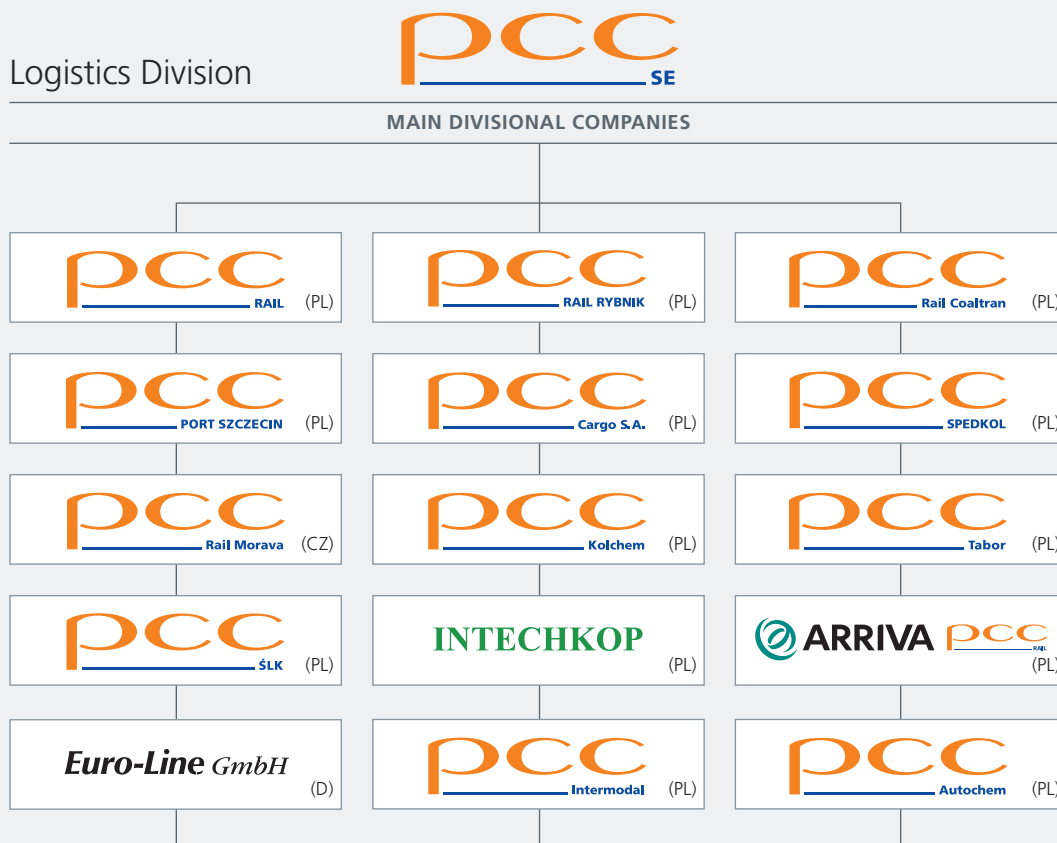 Logistics Division
pcc
SE
MAIN DIVISIONAL COMPANIES
pcc
RAIL (PL)
pcc
RAIL RYBNIK (PL)
pcc
Rail Coaltran (PL)
pcc
PORT SZCZECIN (PL)
pcc
Cargo S.A. (PL)
pcc
SPEDKOL (PL)
pcc
Rail Morava (CZ)
pcc
Kolchem (PL)
pcc
Tabor (PL)
pcc
ŚLK (PL)
INTECHKOP
(PL)
ARRIVA pcc
RAIL
(PL)
Euro-Line GmbH
(D)
pcc
Intermodal (PL)
pcc
Autochem (PL)